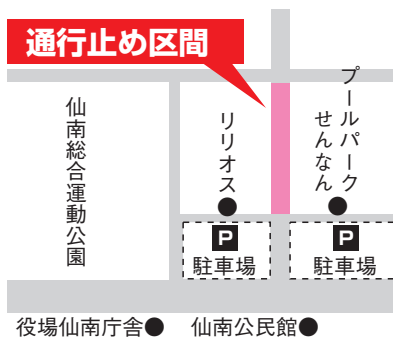 通行止め区間
仙南総合運動公園
リリオス
プールパーク
せんなん
P
駐車場
P
駐車場
役場仙南庁舎●
仙南公民館●